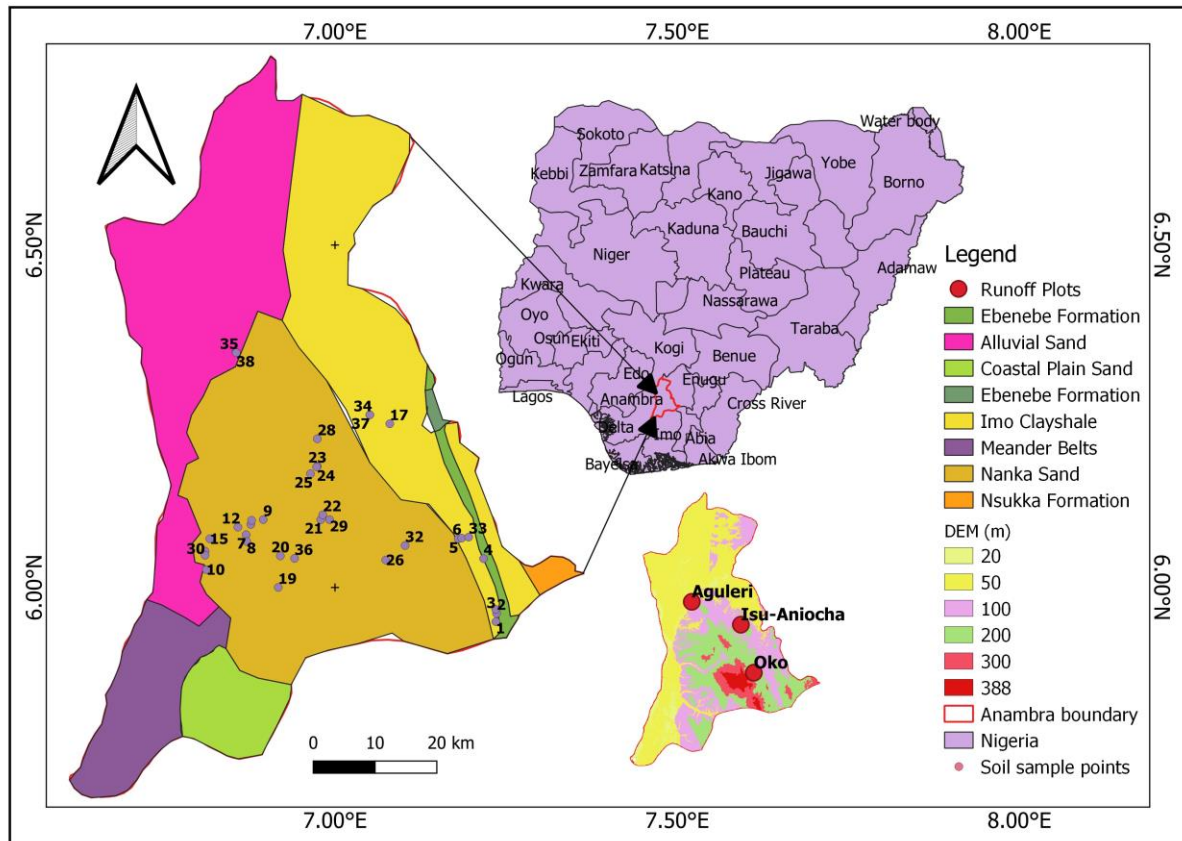 7.00°E
7.50°E
8.00°E
6.50°N
6.50°N
6.00°N
6.00°N
Water body
Sokoto
Kebbi
Zamfara
Katsina
Jigawa
Yobe
Borno
Kano
Kaduna
Bauchi
Niger
Plateau
Adamaw
Kwara
Nassarawa
Oyo
Taraba
Osun
Ekiti
Kogi
Benue
Ogun
Edo
Enugu
Lagos
Anambra
Cross River
Delta
Imo
Abia
Bayelsa
Akwa Ibom
35
38
34
17
37
28
23
25
24
12
9
22
21
29
15
7
8
6
33
5
4
32
30
20
36
26
10
19
3
2
1
Legend
Runoff Plots
Ebenebe Formation
Alluvial Sand
Coastal Plain Sand
Ebenebe Formation
Imo Clayshale
Meander Belts
Nanka Sand
Nsukka Formation
DEM (m)
20
50
100
200
300
388
Anambra boundary
Nigeria
Soil sample points
Aguleri
Isu-Aniocha
Oko
0 10 20 km
7.00°E
7.50°E
8.00°E